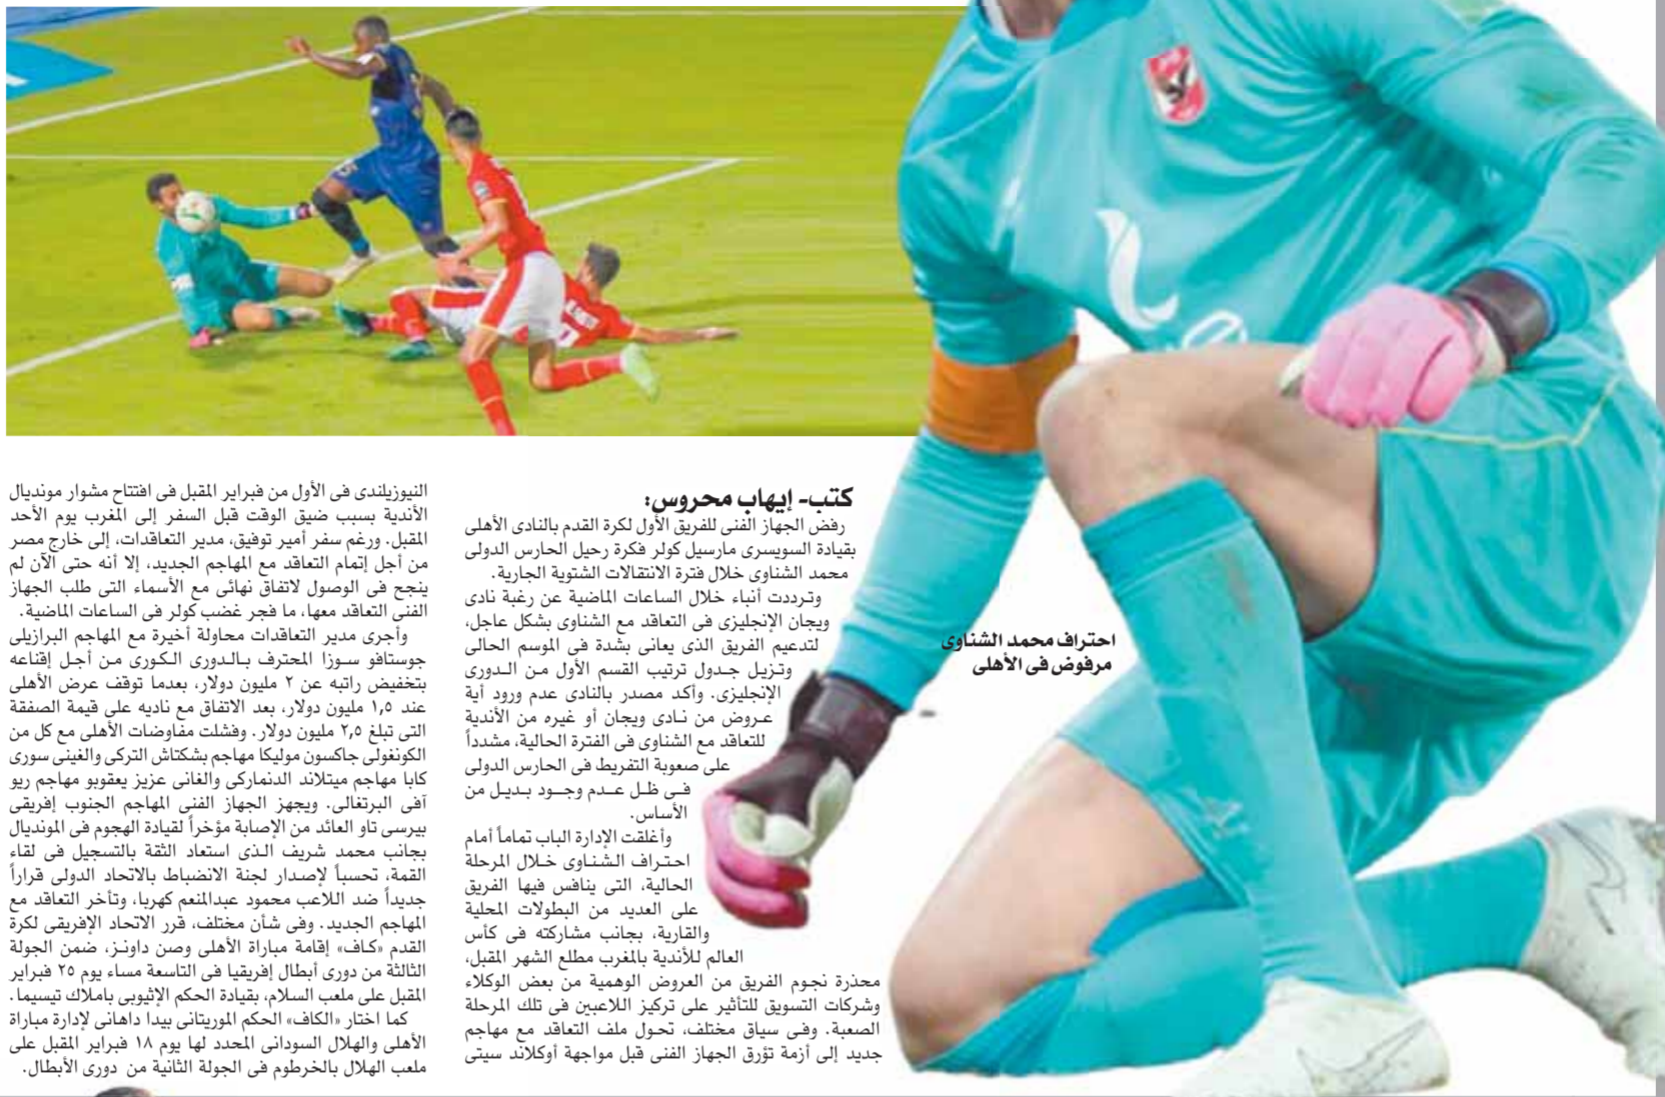 احتراف محمد الشناوى
مرفوض فى الأهلى
كتب- إيهاب محروس:
رفض الجهاز الفنى للفريق الأول لكرة القدم بالنادى الأهلى
بقيادة السويسرى مارسيل كولر فكرة رحيل الحارس الدولى
محمد الشناوى خلال فترة الانتقالات الشتوية الجارية.
وترددت أنباء خلال الساعات الماضية عن رغبة نادى
ويجان الإنجليزى فى التعاقد مع الشناوى بشكل عاجل،
لتدعيم الفريق الذى يعانى بشدة فى الموسم الحالى
وتزيل جدول ترتيب القسم الأول من الدورى
الإنجليزى. وأكد مصدر بالنادى عدم ورود أية
عروض من نادى ويجان أو غيره من الأندية
للتعاقد مع الشناوى فى الفترة الحالية، مشدداً
على صعوبة التفريط فى الحارس الدولى
فى ظل عدم وجود بديل من
الأساس.
وأغلقت الإدارة الباب تماماً أمام
احتراف الشناوى خلال المرحلة
الحالية، التى ينافس فيها الفريق
على العديد من البطولات المحلية
والقارية، بجانب مشاركته فى كأس
العالم للأندية بالمغرب مطلع الشهر المقبل،
محذرة نجوم الفريق من العروض الوهمية من بعض الوكلاء
وشركات التسويق للتأثير على تركيز اللاعبين فى تلك المرحلة
الصعبة. وفى سياق مختلف، تحول ملف التعاقد مع مهاجم
جديد إلى أزمة تؤرق الجهاز الفنى قبل مواجهة أوكلاند سيتى
النيوزيلندى فى الأول من فبراير المقبل فى افتتاح مشوار مونديال
الأندية بسبب ضيق الوقت قبل السفر إلى المغرب يوم الأحد
المقبل. ورغم سفر أمير توفيق، مدير التعاقدات، إلى خارج مصر
من أجل إتمام التعاقد مع المهاجم الجديد، إلا أنه حتى الآن لم
ينجح فى الوصول لاتفاق نهائى مع الأسماء التى طلب الجهاز
الفنى التعاقد معها، ما فجر غضب كولر فى الساعات الماضية.
وأجرى مدير التعاقدات محاولة أخيرة مع المهاجم البرازيلى
جوستافو سوزا المحترف بالدورى الكورى من أجل إقناعه
بتخفيض راتبه عن ٢ مليون دولار، بعدما توقف عرض الأهلى
عند ١,٥ مليون دولار، بعد الاتفاق مع ناديه على قيمة الصفقة
التى تبلغ ٢,٥ مليون دولار. وفشلت مفاوضات الأهلى مع كل من
الكونغولى جاكسون موليكا مهاجم بشكتاش التركى والغينى سورى
كابا مهاجم ميتلاند الدنماركى والغانى عزيز يعقوبو مهاجم ريو
آفى البرتغالى. ويجهز الجهاز الفنى المهاجم الجنوب إفريقى
بيرسى تاو العائد من الإصابة مؤخراً لقيادة الهجوم فى المونديال
بجانب محمد شريف الذى استعاد الثقة بالتسجيل فى لقاء
القمة، تحسباً لإصدار لجنة الانضباط بالاتحاد الدولى قراراً
جديداً ضد اللاعب محمود عبدالمنعم كهربا، وتأخر التعاقد مع
المهاجم الجديد. وفى شأن مختلف، قرر الاتحاد الإفريقى لكرة
القدم «كاف» إقامة مباراة الأهلى وصن داونز، ضمن الجولة
الثالثة من دورى أبطال إفريقيا فى التاسعة مساء يوم ٢٥ فبراير
المقبل على ملعب السلام، بقيادة الحكم الإثيوبى باملاك تيسيما.
كما اختار «الكاف» الحكم الموريتانى بيدا داهانى لإدارة مباراة
الأهلى والهلال السودانى المحدد لها يوم ١٨ فبراير المقبل على
ملعب الهلال بالخرطوم فى الجولة الثانية من دورى الأبطال.